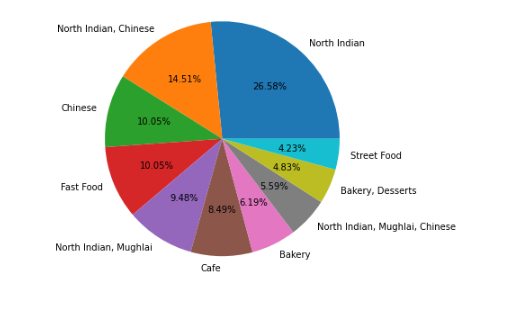 North Indian, Chinese
North Indian
14.51%
26.58%
Chinese
10.05%
Street Food
4.23%
Fast Food
10.05%
4.83%
Bakery, Desserts
5.59%
9.48%
6.19%
8.49%
North Indian, Mughlai, Chinese
North Indian, Mughlai
Bakery
Cafe